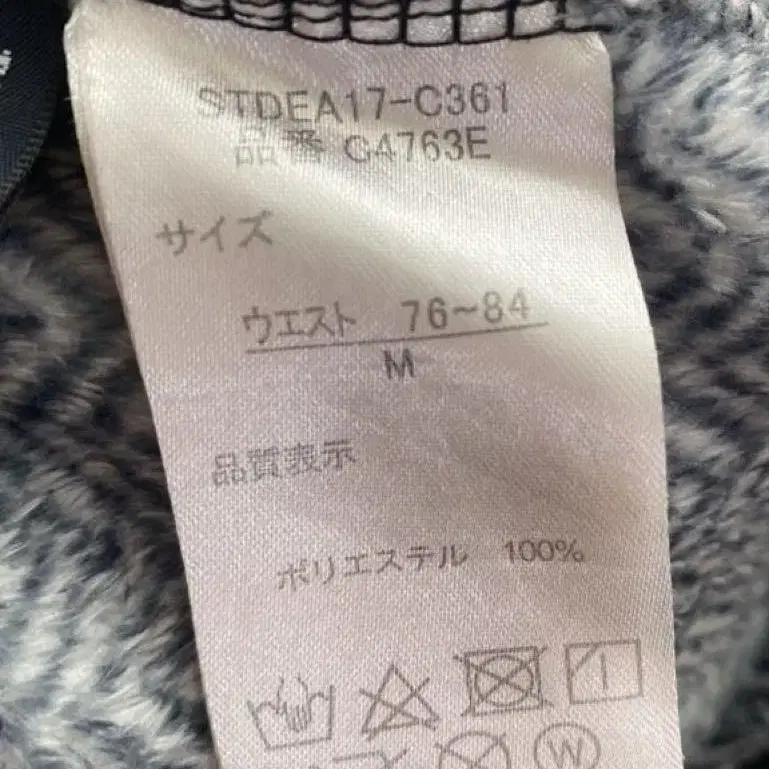 STDEA17-C361
品番 C4763E
サイズ
ウエスト 76~84
M
品質表示
ポリエステル 100%
W